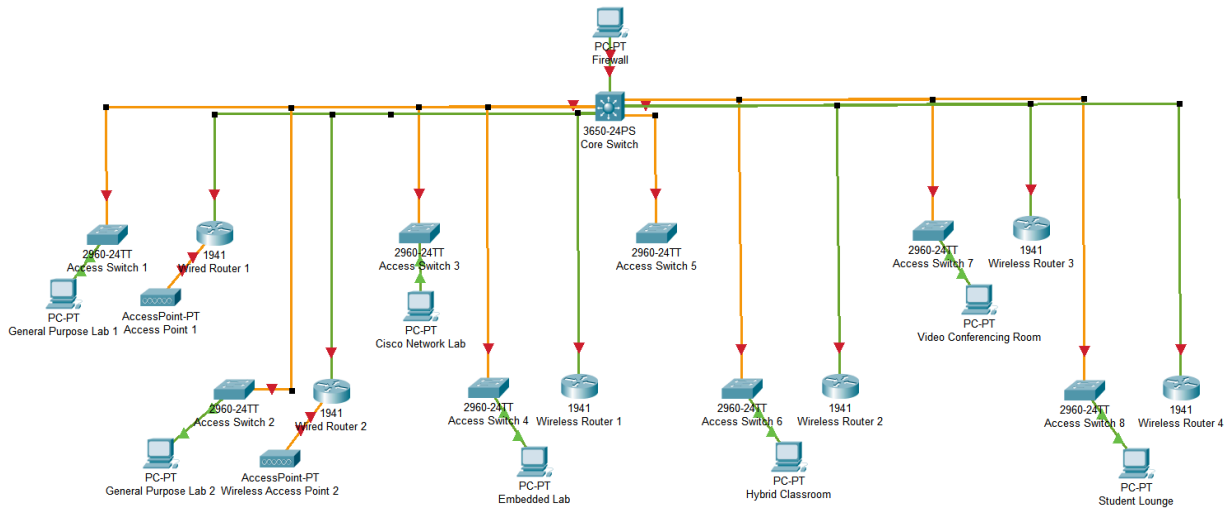 PC-PT
Firewall
3650-24PS
Core Switch
2960-24TT
Access Switch 1
1941
Wired Router 1
2960-24TT
Access Switch 3
2960-24TT
Access Switch 5
2960-24TT
Access Switch 7
1941
Wireless Router 3
PC-PT
General Purpose Lab 1
AccessPoint-PT
Access Point 1
PC-PT
Cisco Network Lab
PC-PT
Video Conferencing Room
2960-24TT
Access Switch 2
1941
Wired Router 2
2960-24TT
Access Switch 4
1941
Wireless Router 1
2960-24TT
Access Switch 6
1941
Wireless Router 2
2960-24TT
Access Switch 8
1941
Wireless Router 4
PC-PT
General Purpose Lab 2
AccessPoint-PT
Wireless Access Point 2
PC-PT
Embedded Lab
PC-PT
Hybrid Classroom
PC-PT
Student Lounge